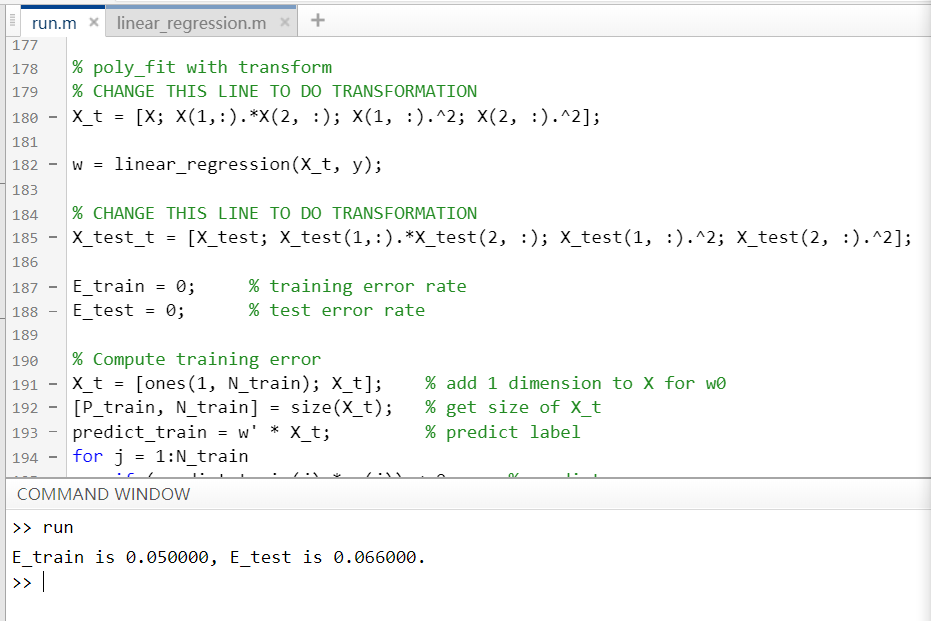 run.m × linear_regression.m × +
177
178 % poly_fit with transform
179 % CHANGE THIS LINE TO DO TRANSFORMATION
180 – X_t = [X; X(1,:).*X(2, :); X(1, :).^2; X(2, :).^2];
181
182 – w = linear_regression(X_t, y);
183
184 % CHANGE THIS LINE TO DO TRANSFORMATION
185 – X_test_t = [X_test; X_test(1,:).*X_test(2, :); X_test(1, :).^2; X_test(2, :).^2];
186
187 – E_train = 0; % training error rate
188 – E_test = 0; % test error rate
189
190 % Compute training error
191 – X_t = [ones(1, N_train); X_t]; % add 1 dimension to X for w0
192 – [P_train, N_train] = size(X_t); % get size of X_t
193 – predict_train = w' * X_t; % predict label
194 – for j = 1:N_train
COMMAND WINDOW
>> run
E_train is 0.050000, E_test is 0.066000.
>>